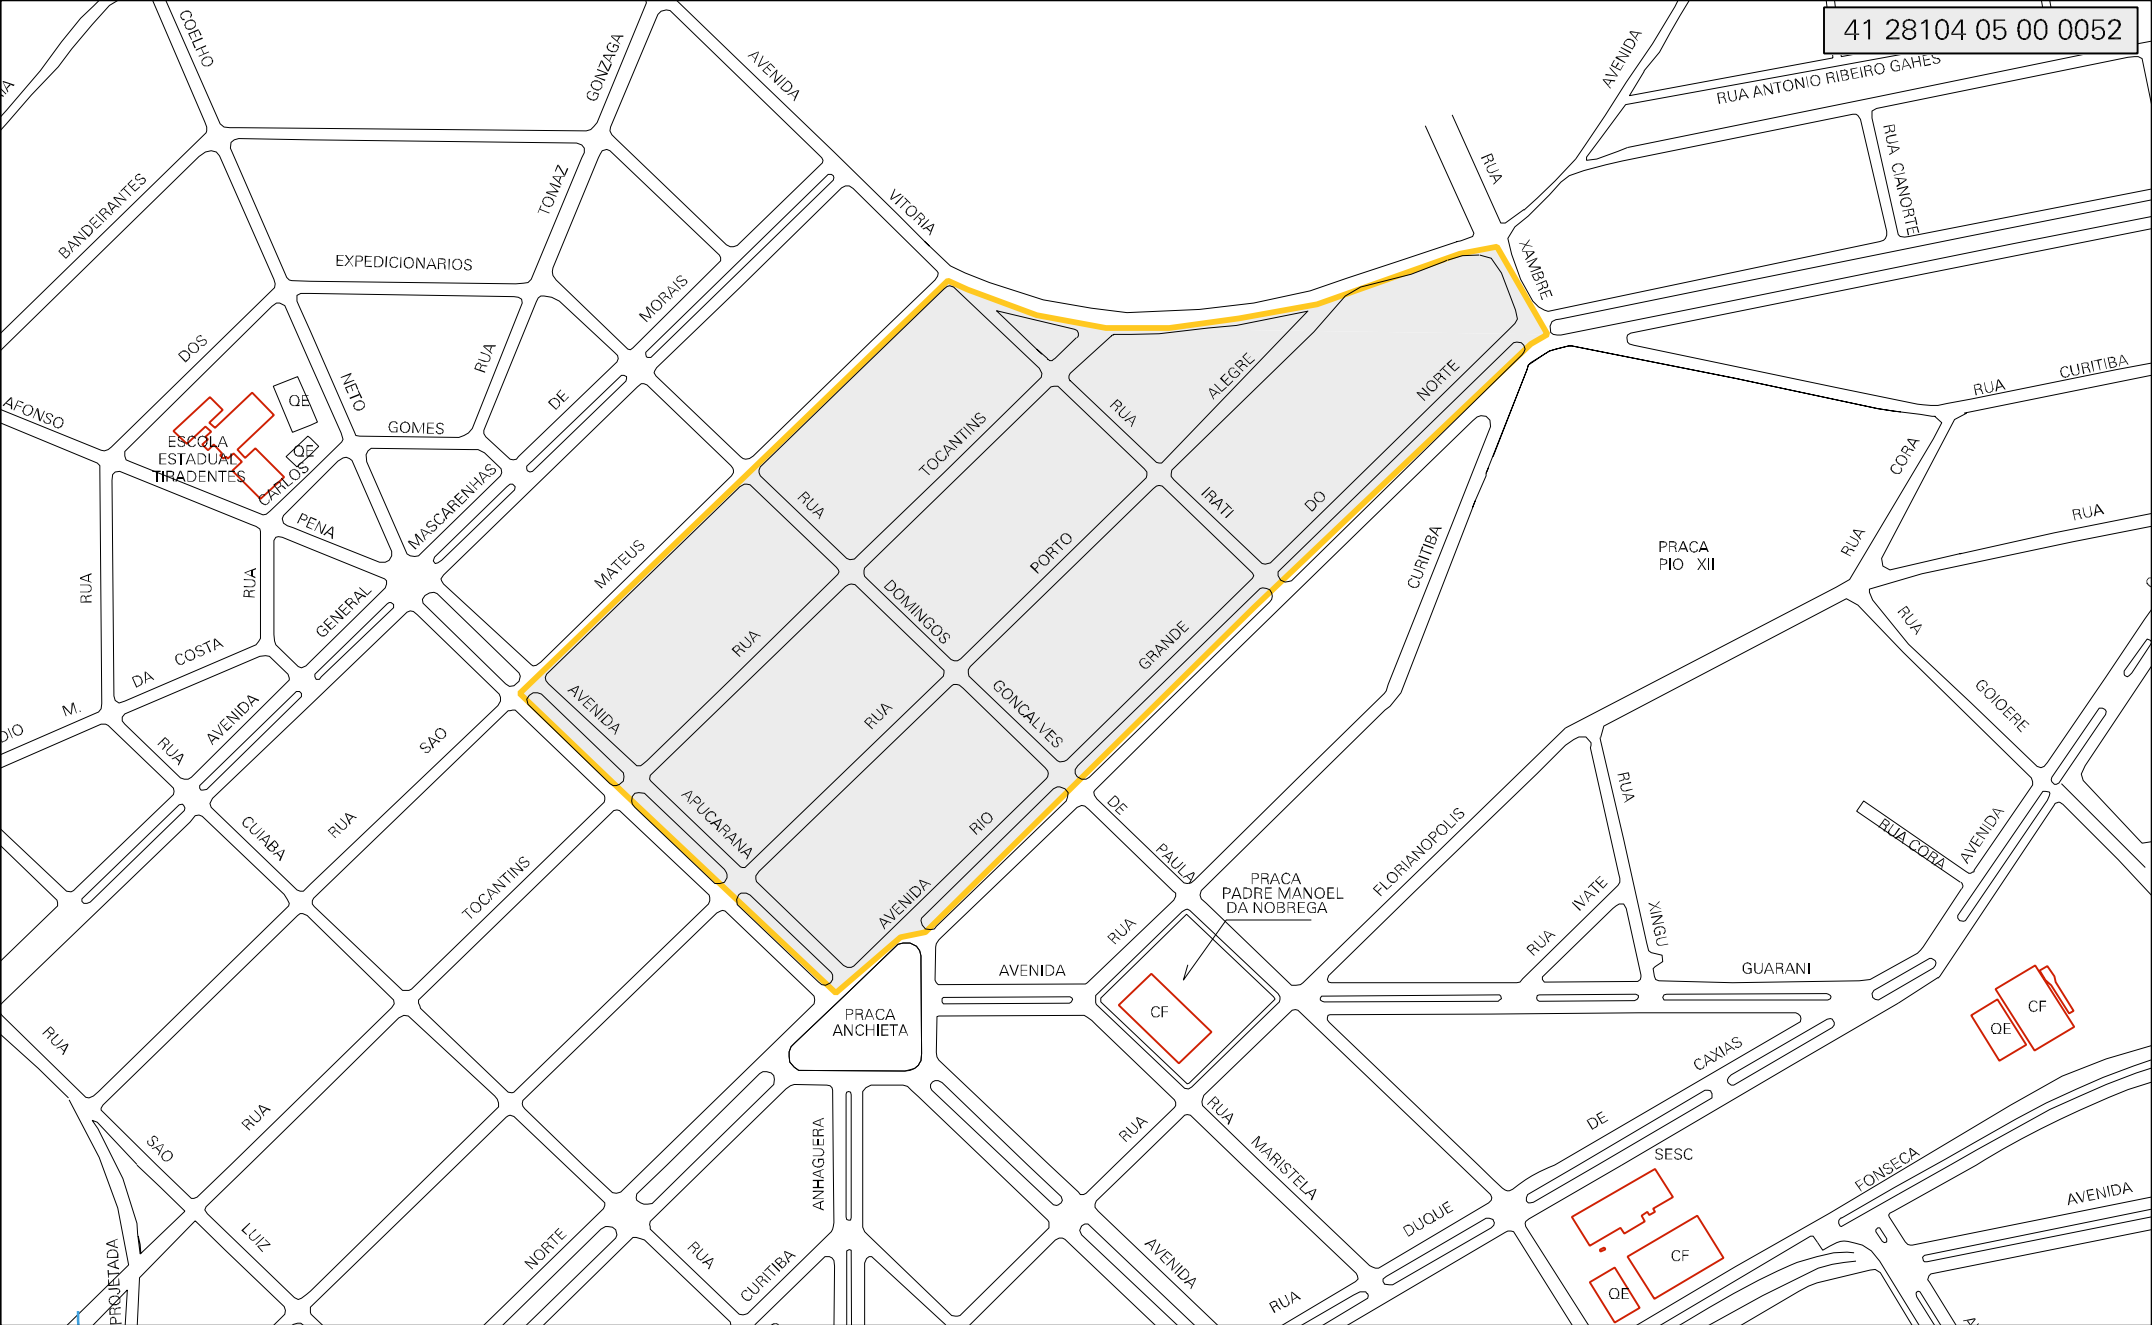 41 28104 05 00 0052
COELHO
GONZAGA
AVENIDA
AVENIDA
RUA ANTONIO RIBEIRO GAHES
RUA CIANORTE
RUA
BANDEIRANTES
TOMAZ
VITORIA
XAMBRE
EXPEDICIONARIOS
MORAIS
DOS
NETO
RUA
DE
ALEGRE
NORTE
RUA
CURITIBA
AFONSO
QE
GOMES
RUA
ESCOLA
ESTADUAL
TIRADENTES
QE
CARLOS
MASCARENHAS
TOCANTINS
RUA
IRATI
DO
CORA
PENA
MATEUS
PORTO
CURITIBA
PRACA
PIO XII
RUA
RUA
RUA
RUA
GENERAL
DOMINGOS
RUA
COSTA
DA
RUA
GRANDE
GOIOERE
M.
DIO
AVENIDA
RUA
SAO
AVENIDA
RUA
GONCALVES
RUA
CUIABA
RUA
TOCANTINS
APUCARANA
RIO
DE
PAULA
FLORIANOPOLIS
RUA CORA
AVENIDA
AVENIDA
PRACA
PADRE MANOEL
DA NOBREGA
IVATE
RUA
XINGU
RUA
AVENIDA
GUARANI
CF
PRACA
ANCHIETA
QE
CF
RUA
RUA
SAO
LUIZ
PROJETADA
NORTE
RUA
CURITIBA
ANHAGUERA
RUA
RUA
MARISTELA
AVENIDA
CAXIAS
DE
DUQUE
RUA
SESC
CF
QE
FONSECA
AVENIDA